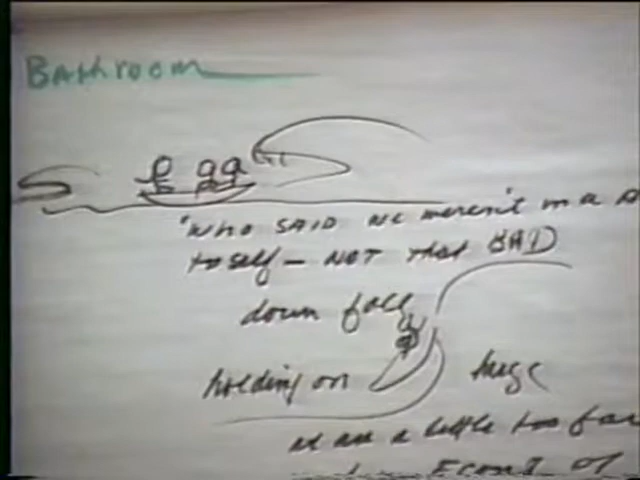 Bathroom
"Who SAID we weren't in a
to self — NOT that BAD
down fall
holding on
huge
a little too far